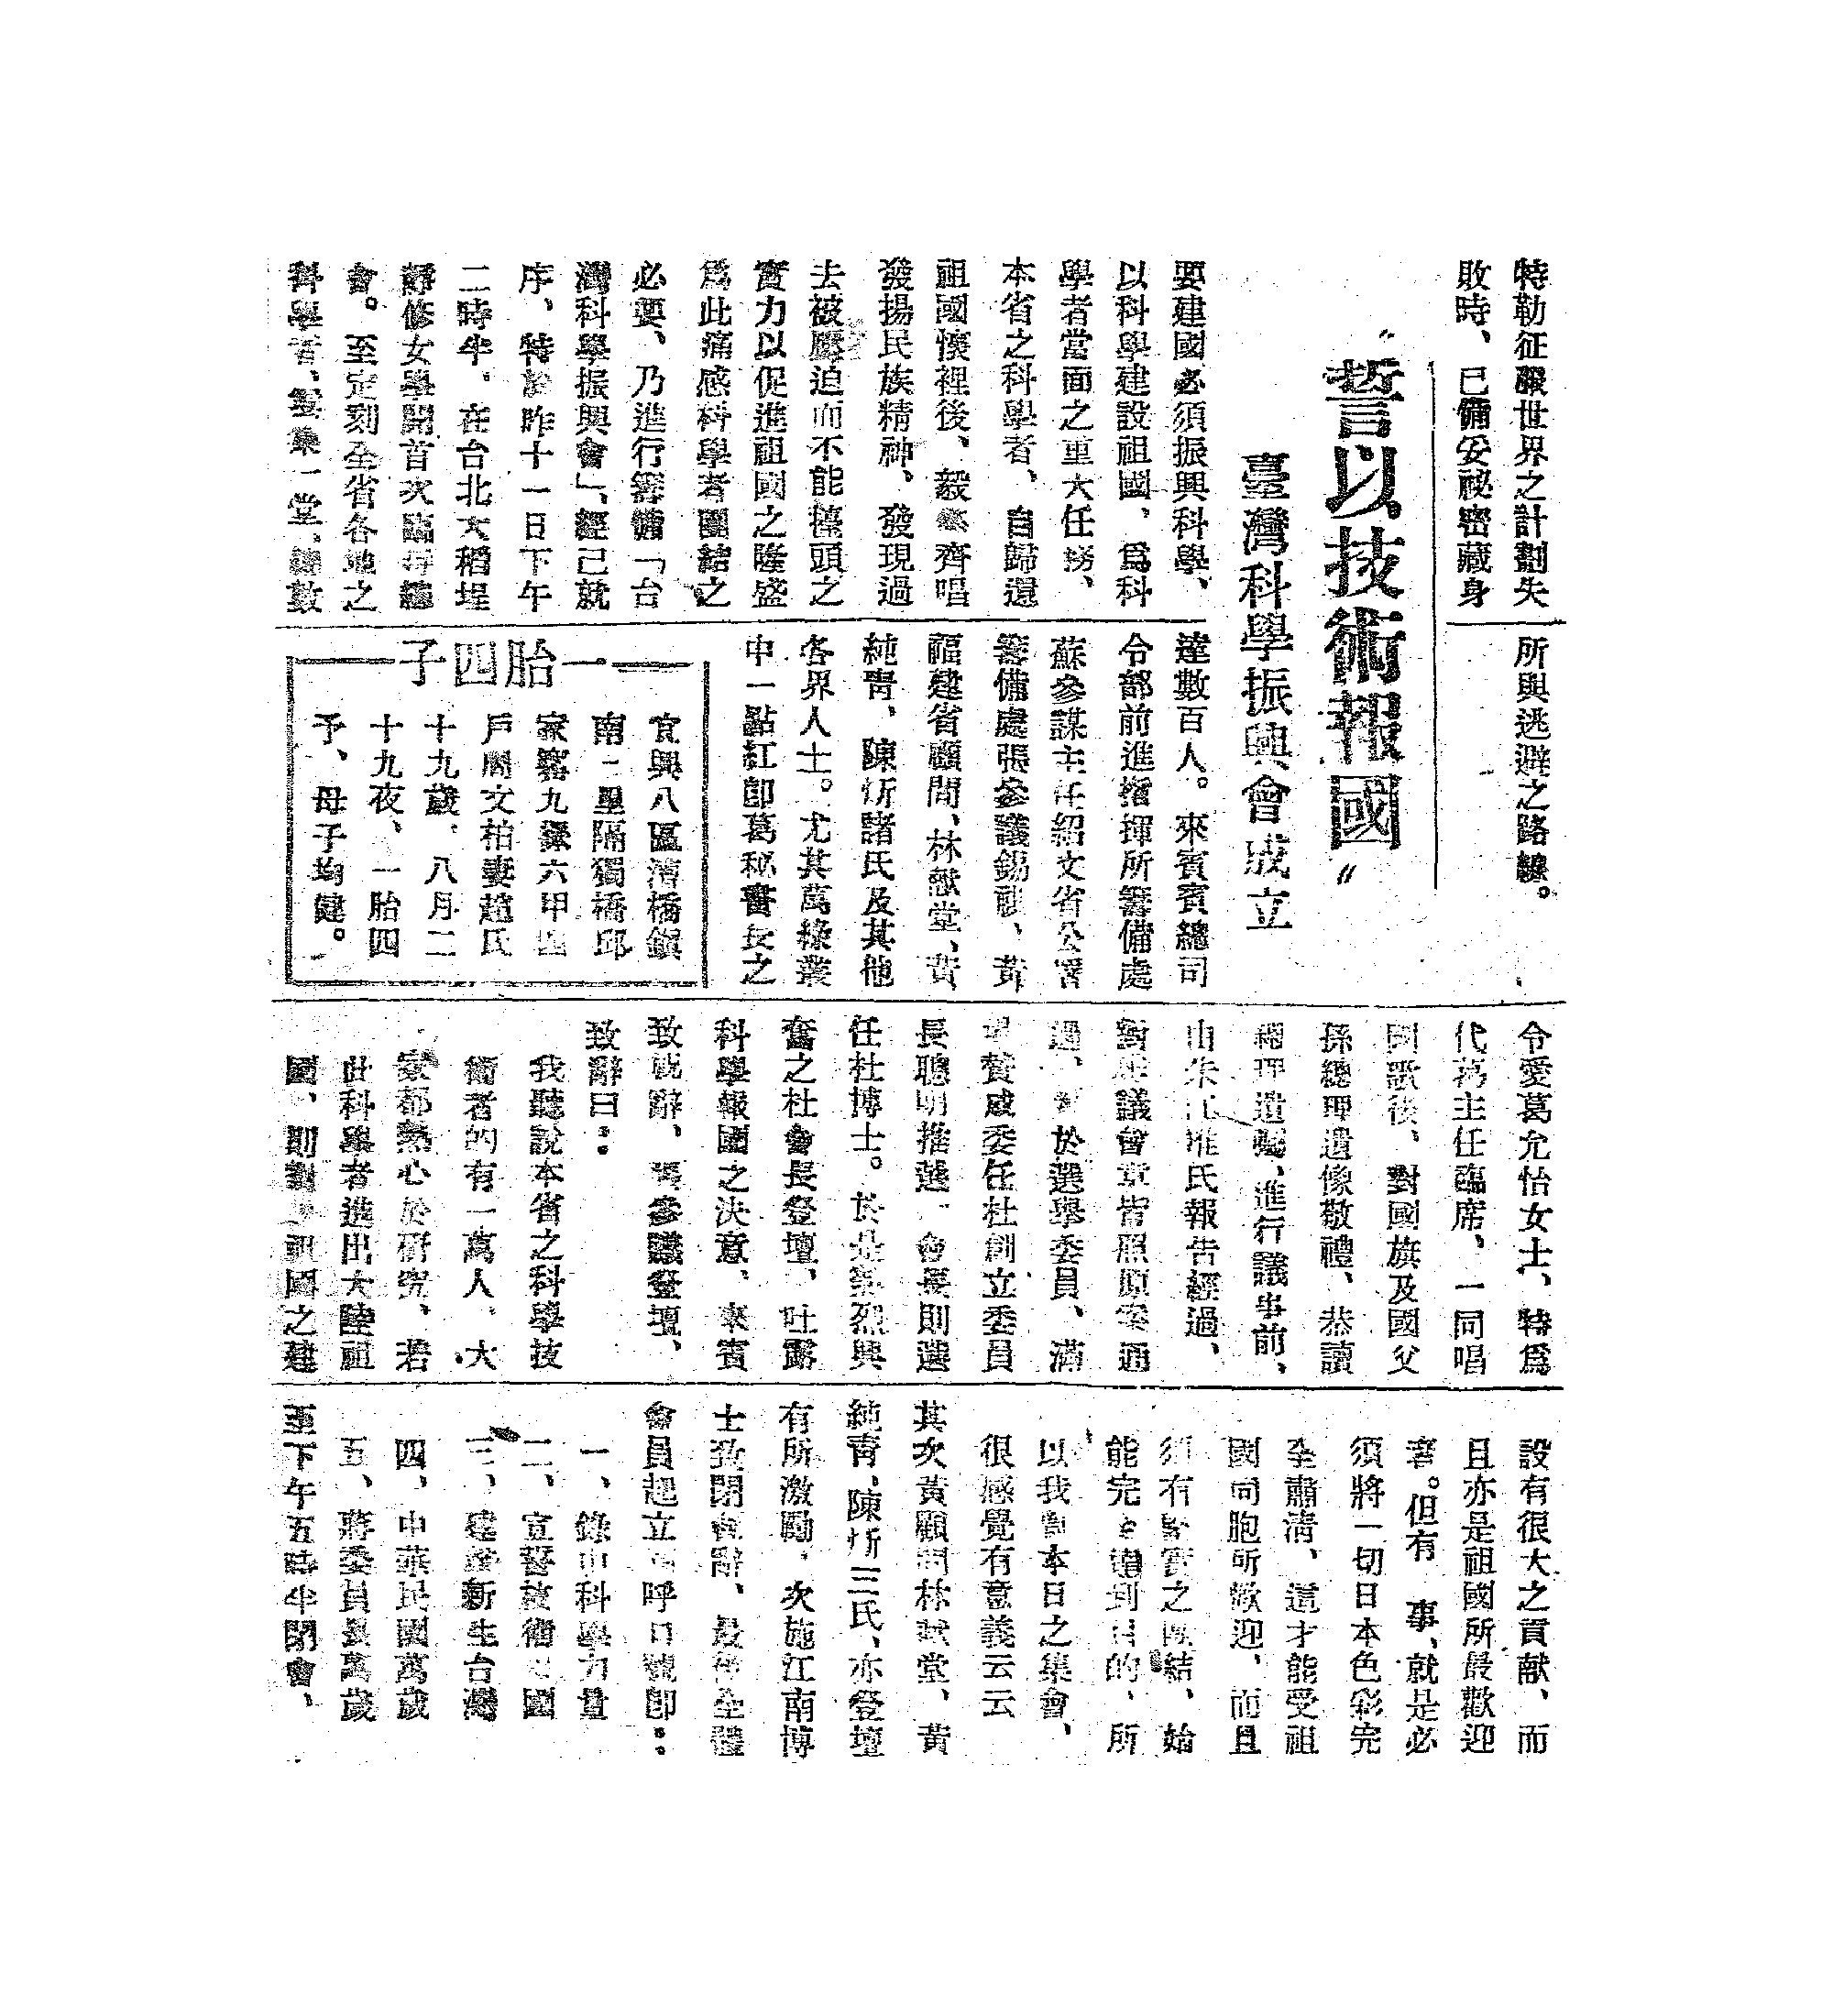 特勒征服世界之計劃失
敗時、已備妥祕密藏身
所與逃避之路線。
〝誓以技術報國〞
臺灣科學振興會成立
要建國必須振興科學、
以科學建設祖國、爲科
學者當面之重大任務、
本省之科學者、自歸還
祖國懷裡後、毅然齊唱
發揚民族精神、發現過
去被壓迫而不能擡頭之
實力以促進祖國之隆盛
爲此痛感科學者團結之
必要、乃進行籌備「台
灣科學振興會」、經已就
序、特於昨十一日下午
二時半、在台北大稻埕
靜修女學開首次臨時總
會。至定刻全省各地之
科學者、雲集一堂、總數
達數百人。來賓賓總司
令部前進指揮所籌備處
蘇參謀主任紹文省公署
籌備處張參議錫祺、黃
福建省顧問、林獻堂、黃
純靑、陳炘諸氏及其他
各界人士。尤其萬綠叢
中一點紅卽葛秘書長之
一胎四子
宜興八區漕橋鎭
南二里隔獨橋邱
家第九保六甲四
戶周文柏妻趙氏
十九歲、八月二
十九夜、一胎四
予、母子均健。
令愛葛允怡女士、特爲
代葛主任臨席、一同唱
國歌後、對國旗及國父
孫總理遺像敬禮、恭讀
總理遺囑、進行議事前、
由朱江淮氏報告經過、
對於議會章皆照原案通
過、於選舉委員、滿
場贊成委任杜創立委員
長聰明推選、會長則選
任杜博士。於是氣烈興
奮之杜會長登壇、吐露
科學報國之決意、來賓
致祝辭、張參議登壇、
致辭曰：
我聽說本省之科學技
術者的有一萬人、大
家都熱心於硏究、若
此科學者進出大陸祖
國、則對於祖國之建
設有很大之貢献、而
且亦是祖國所最歡迎
者。但有　事、就是必
須將一切日本色彩完
全肅淸、這才能受祖
國同胞所歡迎、而且
須有堅實之團結、始
能完全達到目的、所
以我對本日之集會、
很感覺有意義云云
其次黃顧問林獻堂、黃
純靑、陳炘三氏、亦登壇
有所激勵、次施江南博
士致閉會辭、最後全體
會員起立高呼口號卽：
一、錄由科學力量
二、宣誓技術報國
三、建設新生台灣
四、中華民國萬歲
五、蔣委員長萬歲
至下午五時半閉會、